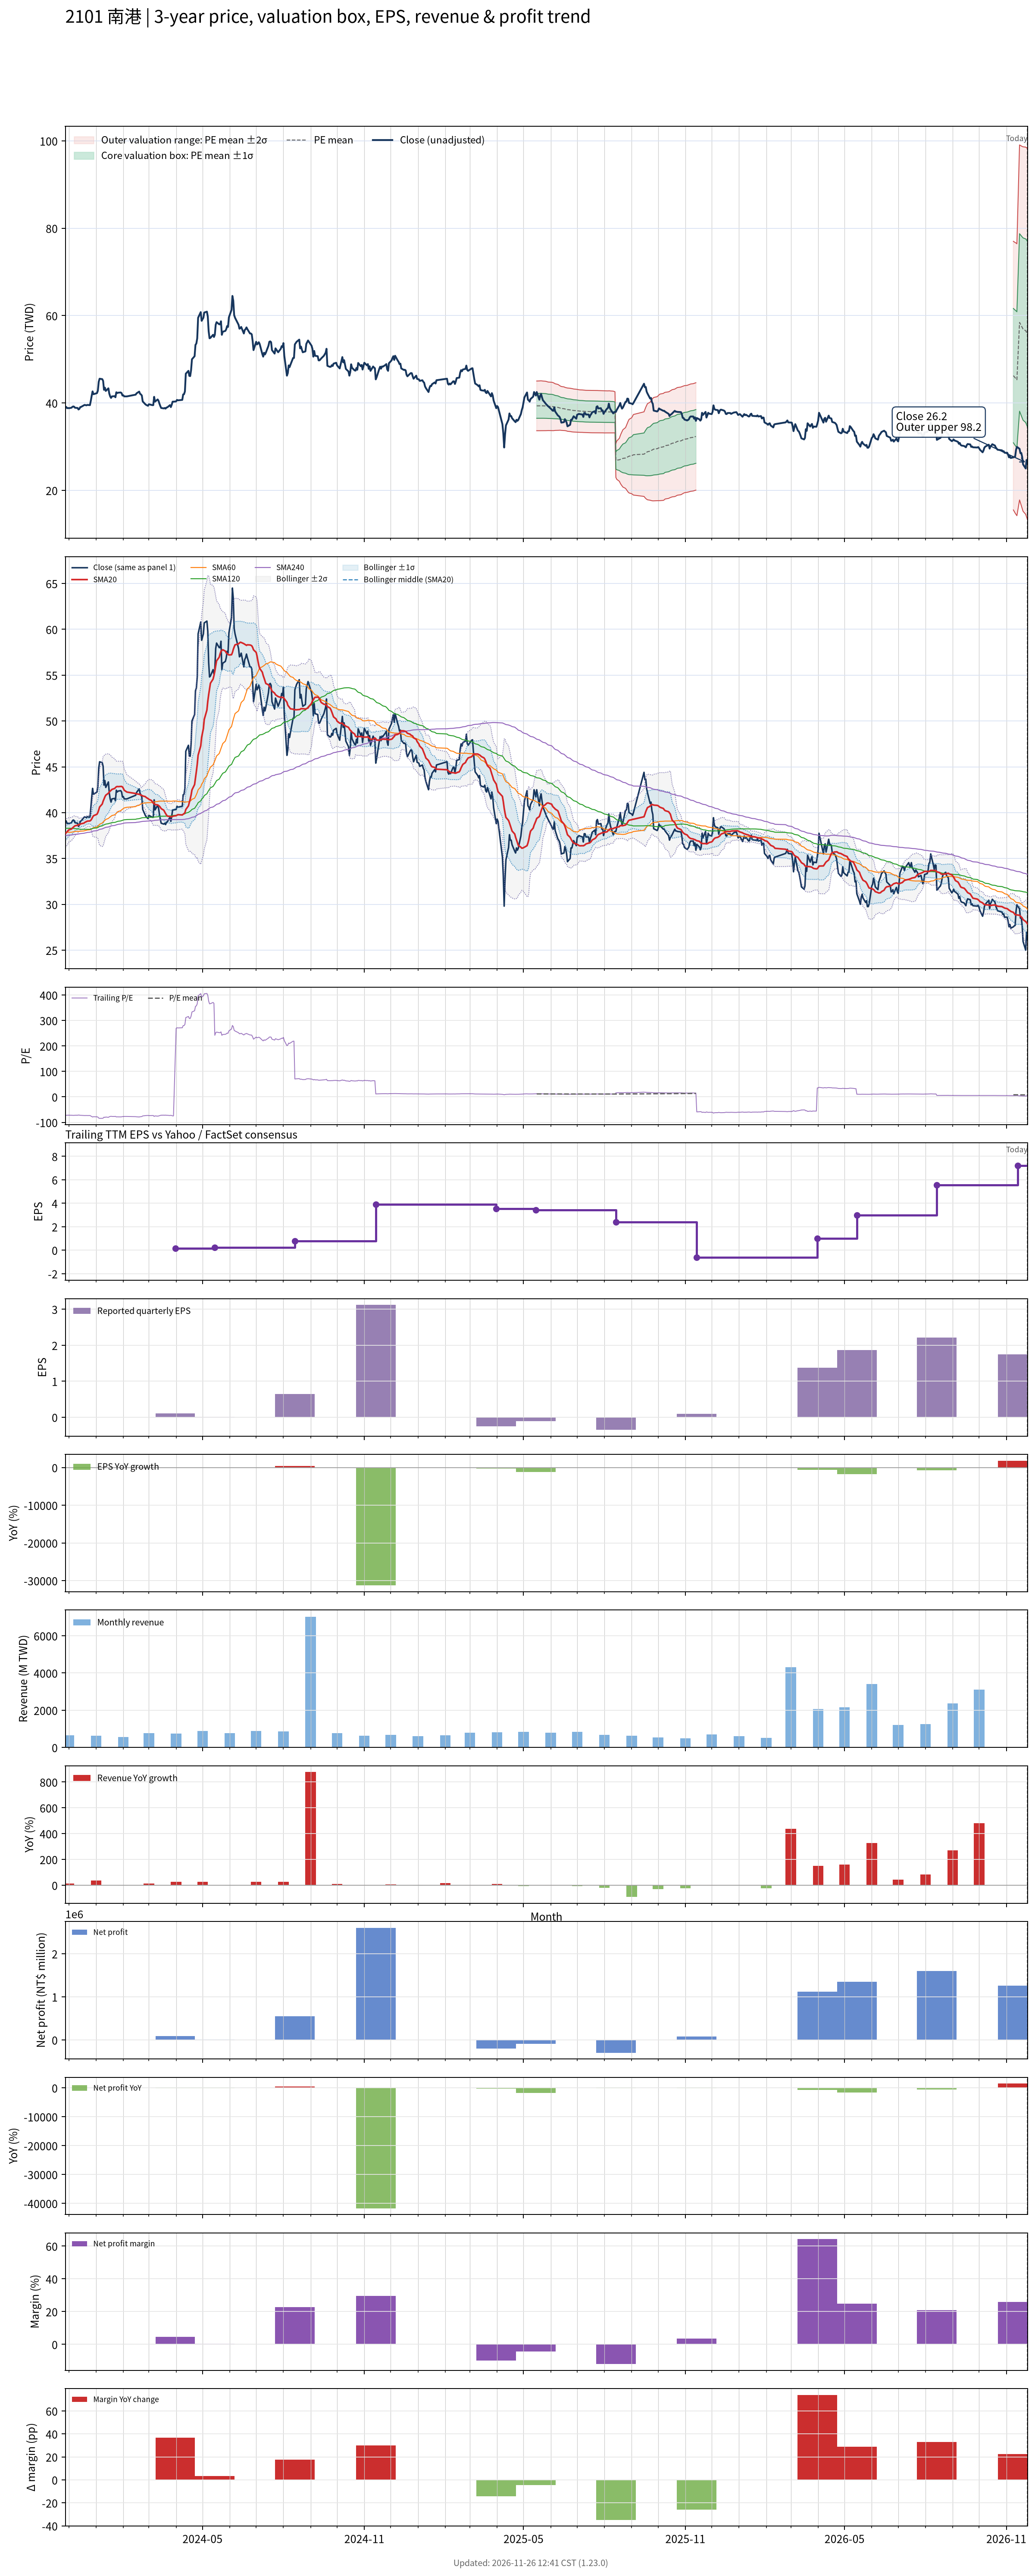 2101 南港 | 3-year price, valuation box, EPS, revenue & profit trend
Outer valuation range: PE mean ±2σ
PE mean
Close (unadjusted)
Core valuation box: PE mean ±1σ
Today
Price (TWD)
100
80
60
40
20
Close 26.2
Outer upper 98.2
Close (same as panel 1)
SMA60
SMA240
Bollinger ±1σ
SMA20
SMA120
Bollinger ±2σ
Bollinger middle (SMA20)
Price
65
60
55
50
45
40
35
30
25
Trailing P/E
P/E mean
P/E
400
300
200
100
0
-100
Trailing TTM EPS vs Yahoo / FactSet consensus
Today
EPS
8
6
4
2
0
-2
Reported quarterly EPS
EPS
3
2
1
0
EPS YoY growth
YoY (%)
0
-10000
-20000
-30000
Monthly revenue
Revenue (M TWD)
6000
4000
2000
0
Revenue YoY growth
YoY (%)
800
600
400
200
0
Month
1e6
Net profit
Net profit (NT$ million)
2
1
0
Net profit YoY
YoY (%)
0
-10000
-20000
-30000
-40000
Net profit margin
Margin (%)
60
40
20
0
Margin YoY change
Δ margin (pp)
60
40
20
0
-20
-40
2024-05
2024-11
2025-05
2025-11
2026-05
2026-11
Updated: 2026-11-26 12:41 CST (1.23.0)